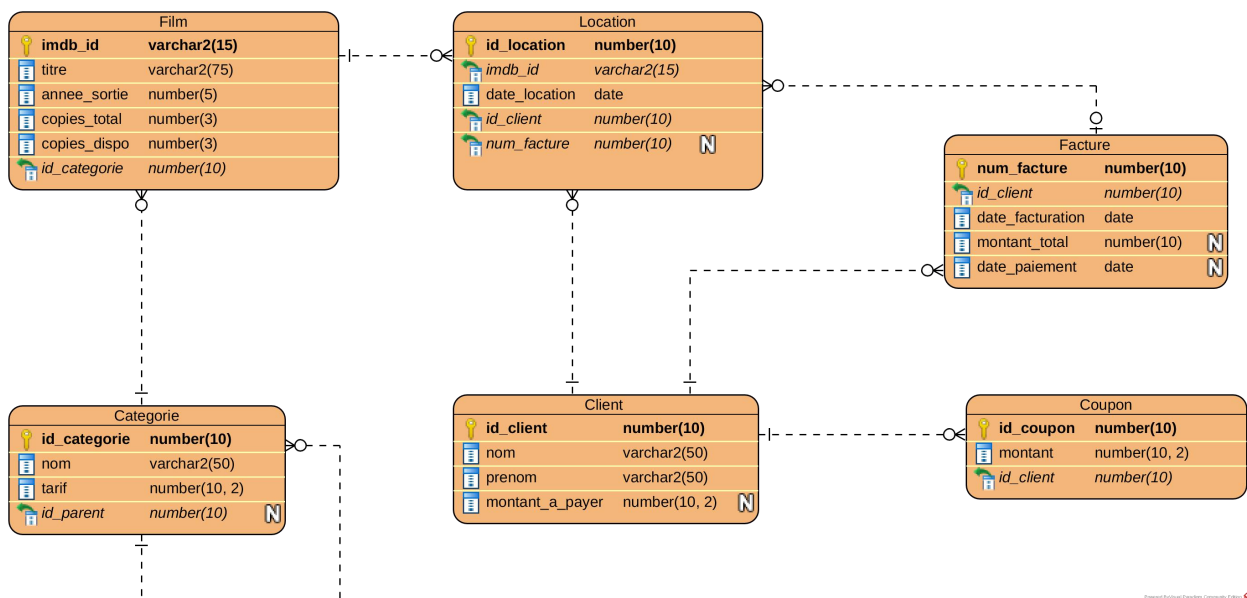 Film
imdb_id varchar2(15)
titre varchar2(75)
annee_sortie number(5)
copies_total number(3)
copies_dispo number(3)
id_categorie number(10)
Location
id_location number(10)
imdb_id varchar2(15)
date_location date
id_client number(10)
num_facture number(10) N
Facture
num_facture number(10)
id_client number(10)
date_facturation date
montant_total number(10) N
date_paiement date N
Categorie
id_categorie number(10)
nom varchar2(50)
tarif number(10, 2)
id_parent number(10) N
Client
id_client number(10)
nom varchar2(50)
prenom varchar2(50)
montant_a_payer number(10, 2) N
Coupon
id_coupon number(10)
montant number(10, 2)
id_client number(10)